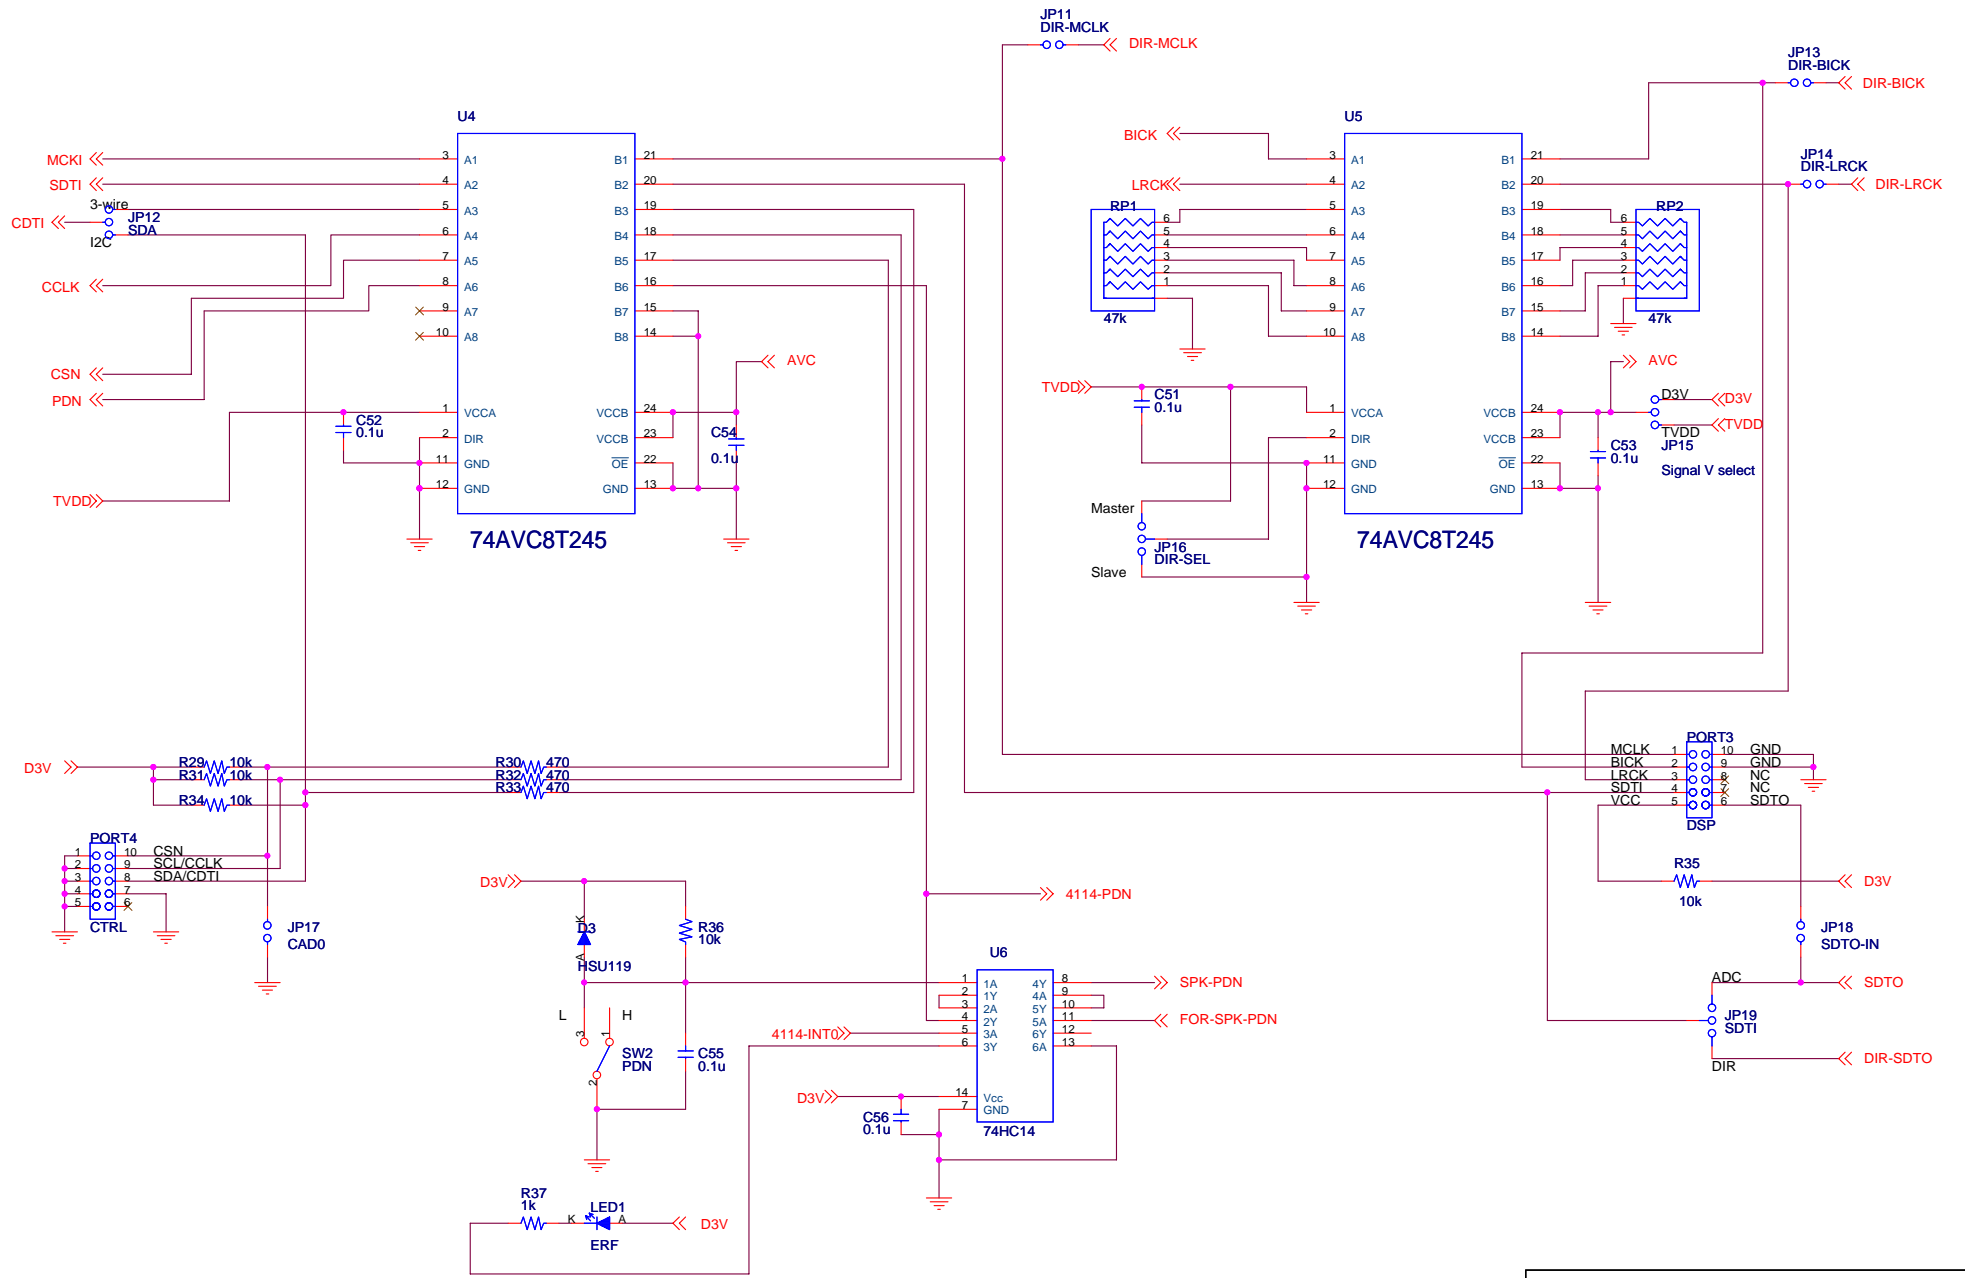 JP11
DIR-MCLK
DIR-MCLK
JP13
DIR-BICK
DIR-BICK
JP14
DIR-LRCK
DIR-LRCK
U4
MCKI
SDTI
3-wire
CDTI
JP12
SDA
I2C
CCLK
CSN
PDN
TVDD
3 A1 B1 21
4 A2 B2 20
5 A3 B3 19
6 A4 B4 18
7 A5 B5 17
8 A6 B6 16
9 A7 B7 15
10 A8 B8 14
1 VCCA VCCB 24
2 DIR VCCB 23
11 GND OE 22
12 GND GND 13
74AVC8T245
C52
0.1u
C54
0.1u
AVC
U5
BICK
LRCK
RP1
6
5
4
3
2
1
47k
3 A1 B1 21
4 A2 B2 20
5 A3 B3 19
6 A4 B4 18
7 A5 B5 17
8 A6 B6 16
9 A7 B7 15
10 A8 B8 14
1 VCCA VCCB 24
2 DIR VCCB 23
11 GND OE 22
12 GND GND 13
74AVC8T245
RP2
6
5
4
3
2
1
47k
TVDD
C51
0.1u
Master
JP16
DIR-SEL
Slave
AVC
D3V
D3V
TVDD
TVDD
JP15
Signal V select
C53
0.1u
D3V
R29 10k
R31 10k
R34 10k
R30 470
R32 470
R33 470
PORT4
1 10 CSN
2 9 SCL/CCLK
3 8 SDA/CDTI
4 7
5 6
CTRL
JP17
CAD0
D3V
K
D3
A
HSU119
R36
10k
L
H
3
1
2
SW2
PDN
C55
0.1u
4114-PDN
U6
1 1A 4Y 8
2 1Y 4A 9
3 2A 5Y 10
4 2Y 5A 11
5 3A 6Y 12
6 3Y 6A 13
14 Vcc
7 GND
74HC14
4114-INT0
SPK-PDN
FOR-SPK-PDN
D3V
C56
0.1u
R37
1k
K
LED1
A
ERF
D3V
PORT3
MCLK 1 10 GND
BICK 2 9 GND
LRCK 3 8 NC
SDTI 4 7 NC
VCC 5 6 SDTO
DSP
R35
10k
D3V
JP18
SDTO-IN
ADC
SDTO
JP19
SDTI
DIR
DIR-SDTO